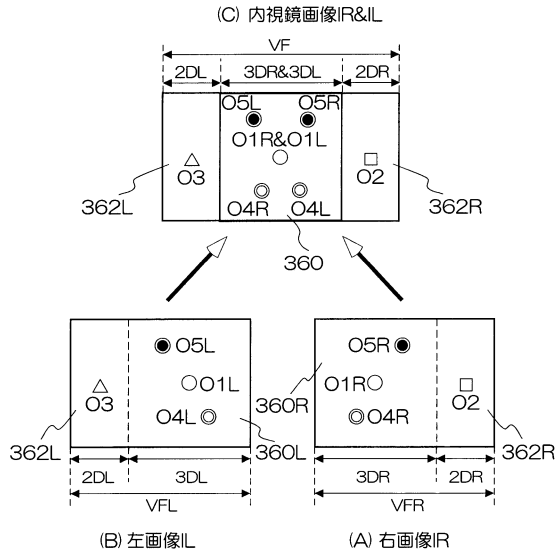 (C) 内視鏡画像IR&IL
VF
2DL 3DR&3DL 2DR
O5L O5R
O1R&O1L
O3 O2
O4R O4L
362L 362R
360
O5L O5R
O3 O1L O1R O2
O4L O4R
360R
362L 360L 362R
2DL 3DL 3DR 2DR
VFL VFR
(B) 左画像IL (A) 右画像IR